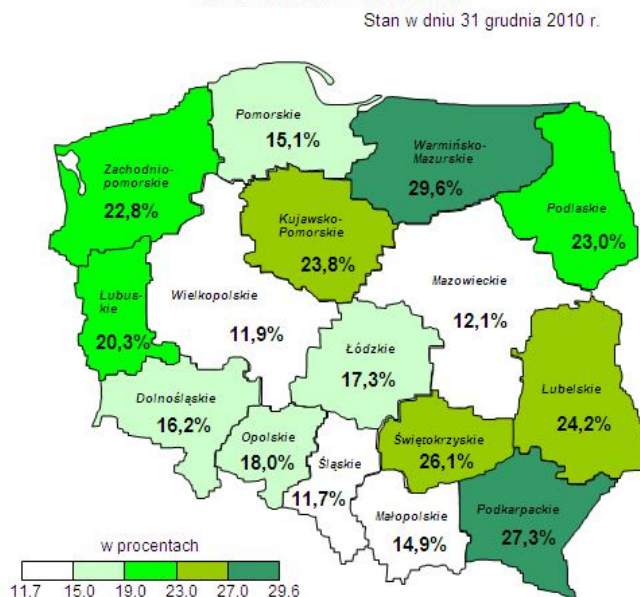 Stan w dniu 31 grudnia 2010 r.
Pomorskie
15,1%
Warmińsko-
Mazurskie
29,6%
Zachodnio-
pomorskie
22,8%
Podlaskie
23,0%
Kujawsko-
Pomorskie
23,8%
Mazowieckie
12,1%
Lubus-
kie
20,3%
Wielkopolskie
11,9%
Łódzkie
17,3%
Lubelskie
24,2%
Dolnośląskie
16,2%
Opolskie
18,0%
Śląskie
11,7%
Świętokrzyskie
26,1%
Małopolskie
14,9%
Podkarpackie
27,3%
w procentach
11.7 15.0 19.0 23.0 27.0 29.6